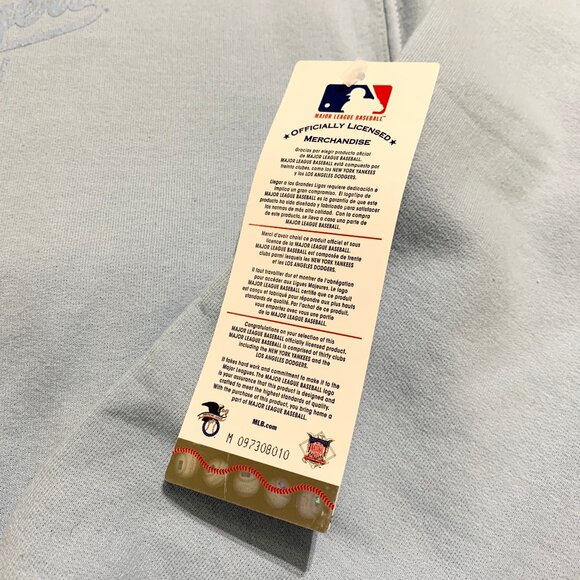 MAJOR LEAGUE BASEBALL
OFFICIALLY LICENSED
MERCHANDISE
Gracias por elegir producto oficial
de MAJOR LEAGUE BASEBALL.
MAJOR LEAGUE BASEBALL está compuesto por
treinta clubes, como los NEW YORK YANKEES
y los LOS ANGELES DODGERS.
Llegar a las Grandes Ligas requiere dedicación e
implica un gran compromiso. El logotipo de
MAJOR LEAGUE BASEBALL es la garantía de que este
producto ha sido diseñado y fabricado para satisfacer
las normas de más alta calidad. Con la compra
de este producto, se lleva a casa una parte de
MAJOR LEAGUE BASEBALL.
Merci d'avoir choisi ce produit officiel et sous
licence de la MAJOR LEAGUE BASEBALL.
MAJOR LEAGUE BASEBALL est composée de trente
clubs parmi lesquels les NEW YORK YANKEES
et les LOS ANGELES DODGERS.
Il faut travailler dur et montrer de l'abnégation
pour accéder aux Ligues Majeures. Le logo
MAJOR LEAGUE BASEBALL certifie que ce produit
est conçu et fabriqué pour répondre aux plus hauts
standards de qualité. Par l'achat de ce produit,
vous emportez avec vous une partie
de MAJOR LEAGUE BASEBALL.
Congratulations on your selection of this
MAJOR LEAGUE BASEBALL officially licensed product.
MAJOR LEAGUE BASEBALL is comprised of thirty clubs
including the NEW YORK YANKEES and the
LOS ANGELES DODGERS.
It takes hard work and commitment to make it to the
Major Leagues. The MAJOR LEAGUE BASEBALL logo
is your assurance that this product is designed and
crafted to meet the highest standards of quality.
With the purchase of this product, you bring home a
part of MAJOR LEAGUE BASEBALL.
MLB.com
M 097308010